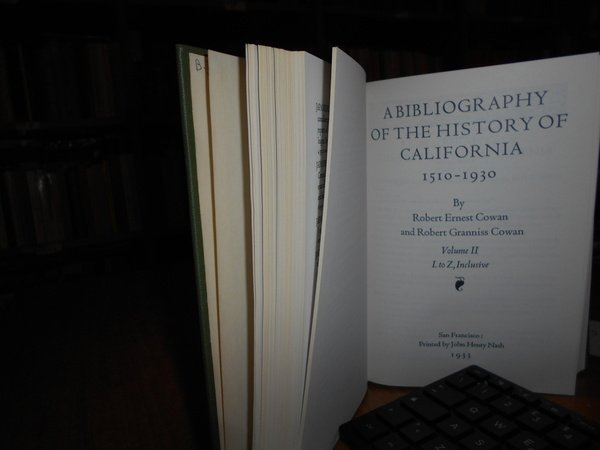 A BIBLIOGRAPHY
OF THE HISTORY OF
CALIFORNIA
1510-1930
By
Robert Ernest Cowan
and Robert Granniss Cowan
Volume II
L to Z, Inclusive
San Francisco:
Printed by John Henry Nash
1933